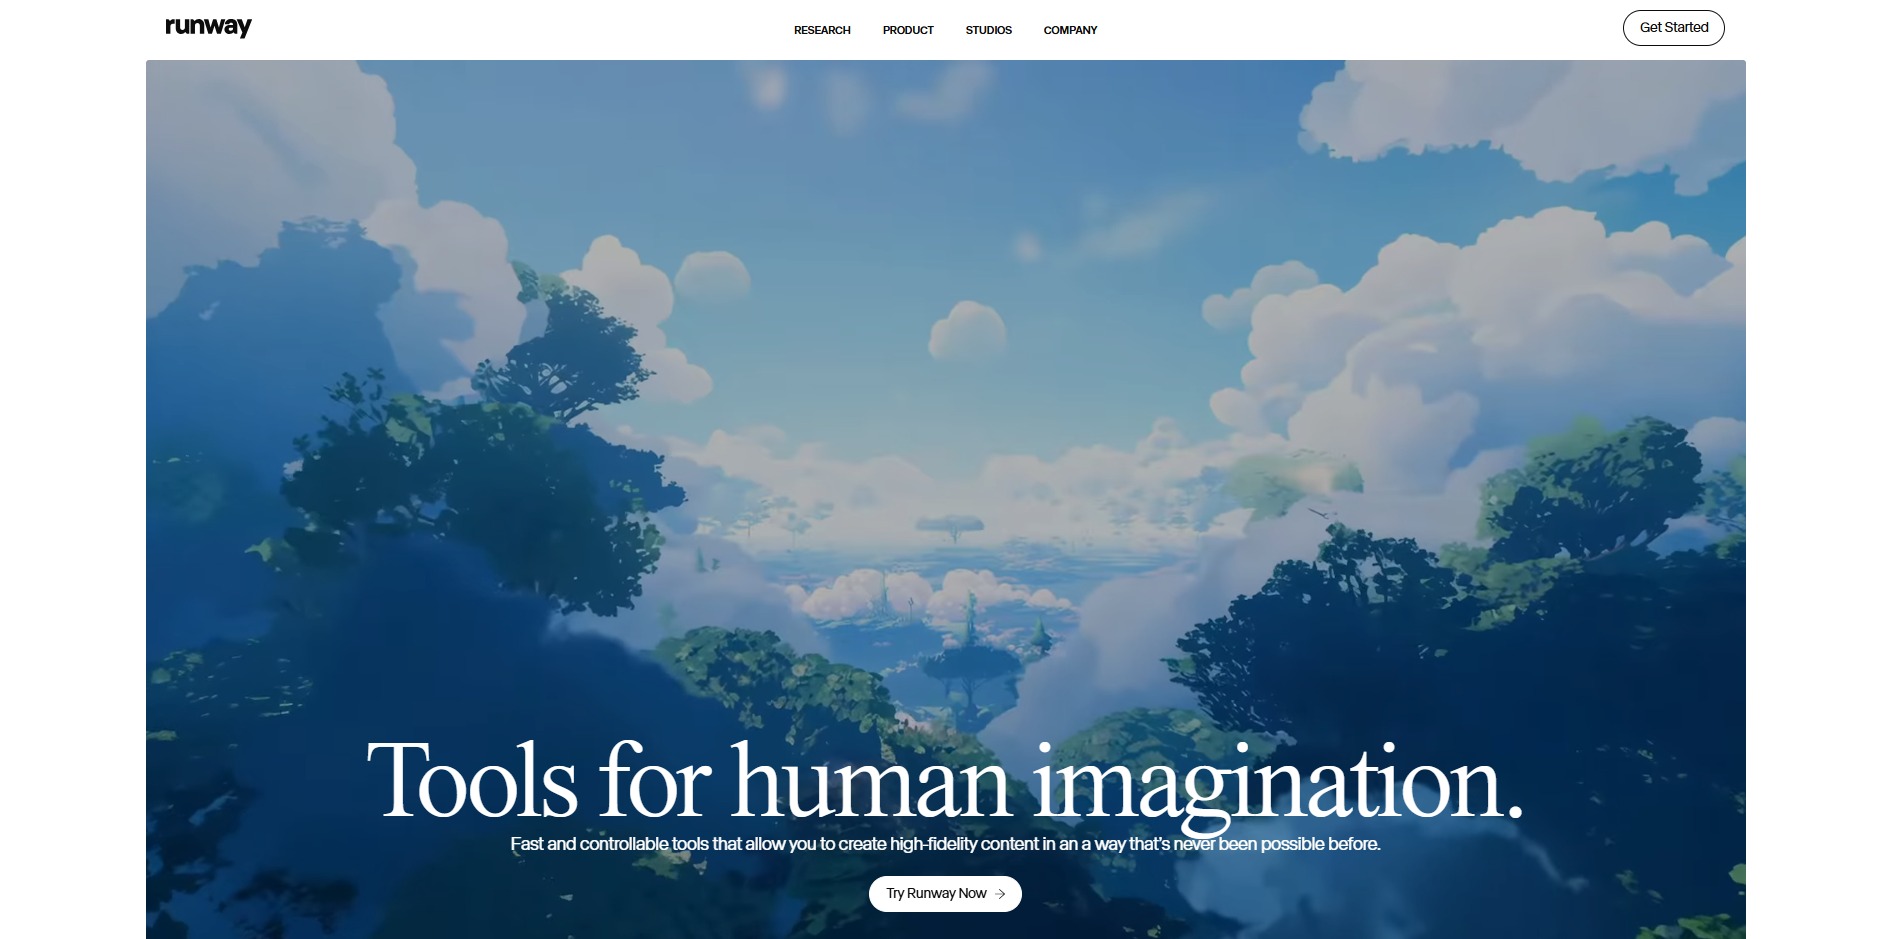 runway
RESEARCH
PRODUCT
STUDIOS
COMPANY
Get Started
Tools for human imagination.
Fast and controllable tools that allow you to create high-fidelity content in an a way that's never been possible before.
Try Runway Now →